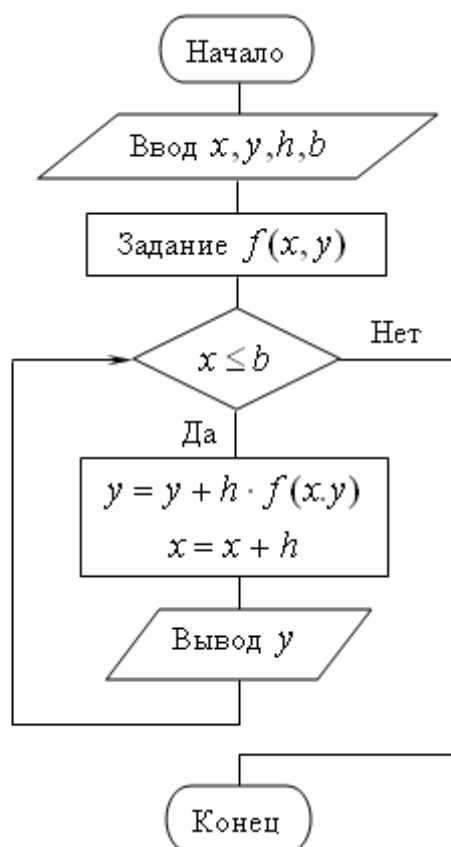 Начало
Ввод x, y, h, b
Задание f(x, y)
x ≤ b
Нет
Да
y = y + h · f(x.y)
x = x + h
Вывод y
Конец